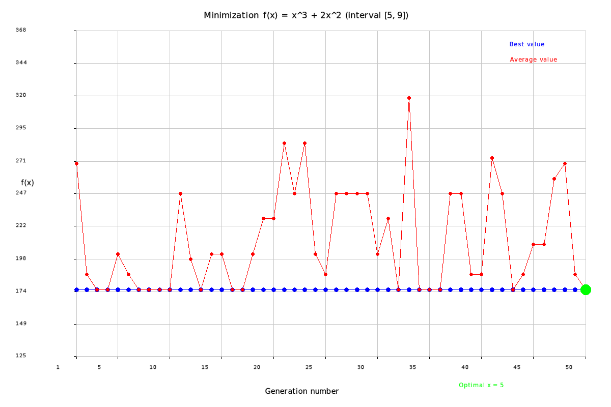 Minimization f(x) = x^3 + 2x^2 (interval [5, 9])
368
344
320
295
271
247
222
198
174
149
125
f(x)
Best value
Average value
1 5 10 15 20 25 30 35 40 45 50
Optimal x = 5
Generation number